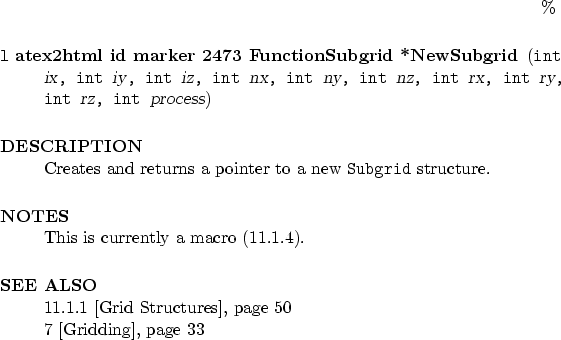 %
1 atex2html id marker 2473 FunctionSubgrid *NewSubgrid (int
ix, int iy, int iz, int nx, int ny, int nz, int rx, int ry,
int rz, int process)
DESCRIPTION
Creates and returns a pointer to a new Subgrid structure.
NOTES
This is currently a macro (11.1.4).
SEE ALSO
11.1.1 [Grid Structures], page 50
7 [Gridding], page 33